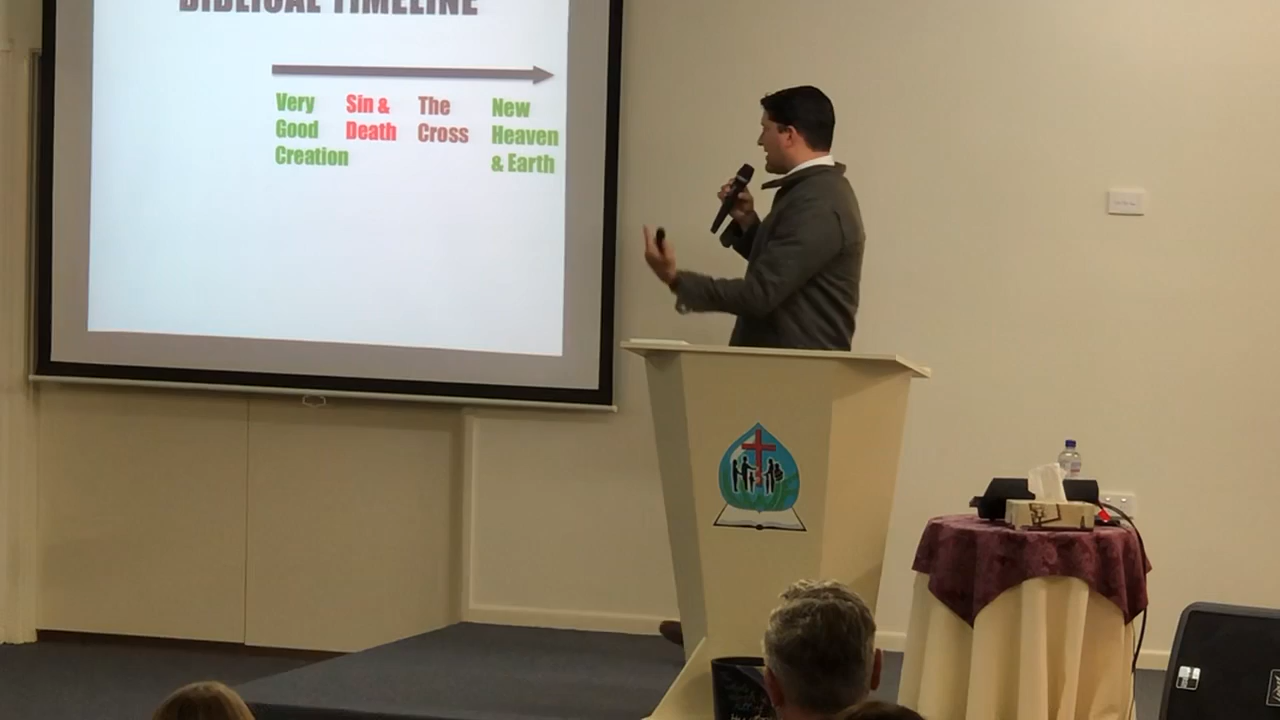 BIBLICAL TIMELINE
Very
Good
Creation
Sin &
Death
The
Cross
New
Heaven
& Earth